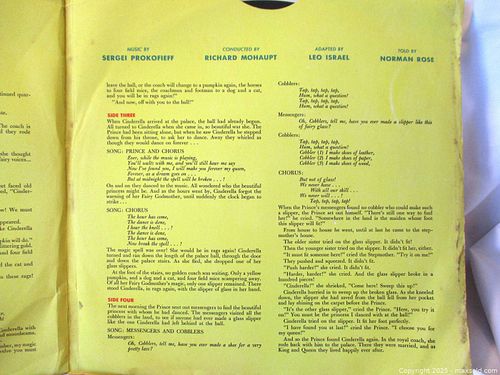 MUSIC BY
SERGEI PROKOFIEFF
CONDUCTED BY
RICHARD MOHAUPT
ADAPTED BY
LEO ISRAEL
TOLD BY
NORMAN ROSE
leave the ball, or the coach will change to a pumpkin again, the horses
to four field mice, the coachman and footman to a dog and a cat,
and you will be in rags again!"
"And now, off with you to the ball!"
SIDE THREE
When Cinderella arrived at the palace, the ball had already begun.
All turned to Cinderella when she came in, so beautiful was she. The
Prince had been sitting alone, but when he saw Cinderella he stepped
down from his throne, to ask her to dance. Away they whirled as
though they would dance on forever . . .
SONG: PRINCE AND CHORUS
Ever, while the music is playing,
You'll waltz with me, and you'll still hear me say
Now I've found you, I will make you my queen,
Forever, as a dream goes on . . .
But at midnight the spell will be broken . . . !
On and on they danced to the music. All wondered who the beautiful
princess might be. And as the hours went by, Cinderella forgot the
warning of her Fairy Godmother, until suddenly the clock began to
strike . . .
SONG: CHORUS
The hour has come,
The dance is done,
! hour the knell . . . !
The dance is done,
The hour has come,
Now break the spell . . . !
The magic spell was over! She would be in rags again! Cinderella
turned and ran down the length of the palace hall, through the door
and down the palace stairs. As she fled, she dropped one of her
glass slippers.
At the foot of the stairs, no golden coach was waiting. Only a yellow
pumpkin, and a dog and a cat, and four field mice scampering away.
Of all her Fairy Godmother's magic, only one slipper remained. There
stood Cinderella, in rags again, with the slipper of glass in her hand.
SIDE FOUR
The next morning the Prince sent out messengers to find the beautiful
princess with whom he had danced. The messengers visited all the
cobblers in the land, to see if anyone had ever made a glass slipper
like the one Cinderella had left behind at the ball.
SONG: MESSENGERS AND COBBLERS
Messengers:
Oh, Cobblers, tell me, have you ever made a shoe for a very
pretty lass?
Cobblers:
Tap, tap, tap, tap,
Hum, what a question!
Tap, tap, tap, tap,
Hum, what a question!
Messengers:
Oh, Cobblers, tell me, have you ever made a slipper like this
of fairy glass?
Cobblers:
Tap, tap, tap, tap,
Hum, what a question!
Cobbler (1) I make shoes of leather,
Cobbler (2) I make shoes of paper,
Cobbler (3) I make shoes of wood,
CHORUS:
But not of glass!
We never have . . .
With all our skill . . .
We never will . . . !
Tap, tap, tap, tap.
When the Prince's messengers found no cobbler who could make such
a slipper, the Prince set out himself. "There's still one way to find
her!" he cried. "Somewhere in the land is the maiden whose foot
this slipper will fit!"
From house to house he went, until at last he came to the step-
mother's house.
The older sister tried on the glass slipper. It didn't fit!
Then the younger sister tried on the slipper. It didn't fit her, either.
"It must fit someone here!" cried the Stepmother. "Try it on me!"
They pushed and squeezed. It didn't fit.
"Push harder!" she cried. It didn't fit.
"Harder, harder!" she cried. And the glass slipper broke in a
hundred pieces!
"Cinderella!" she shrieked, "Come here! Sweep this up!"
Cinderella hurried in to sweep up the broken glass. As she kneeled
down, the slipper she had saved from the ball fell from her pocket
and lay shining on the carpet before the Prince.
"It's the other glass slipper," cried the Prince. "Here, you try it
on!" You must be the princess I danced with at the ball!"
Cinderella tried on the slipper. It fit her foot perfectly.
"I have found you at last!" cried the Prince. "I choose you for
my queen!"
And so the Prince found Cinderella again. In the royal coach, she
rode back with him to the palace. There they were married, and as
King and Queen they lived happily ever after.
Copyright 2025 - maxsold.com